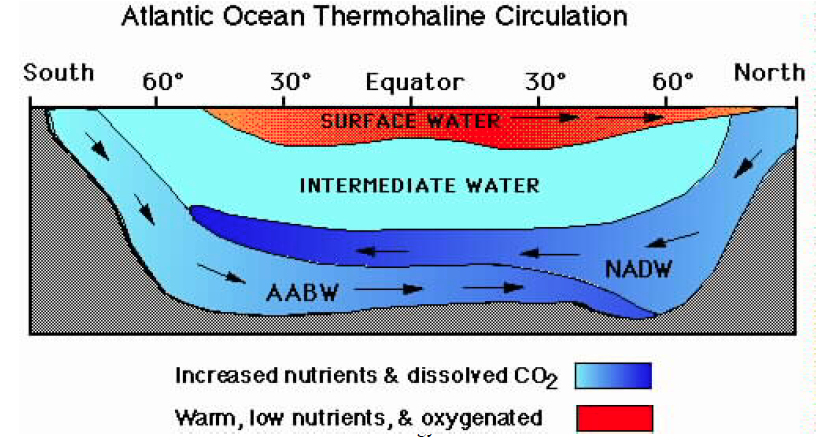 Atlantic Ocean Thermohaline Circulation
South 60° 30° Equator 30° 60° North
SURFACE WATER
INTERMEDIATE WATER
NADW
AABW
Increased nutrients & dissolved CO₂
Warm, low nutrients, & oxygenated